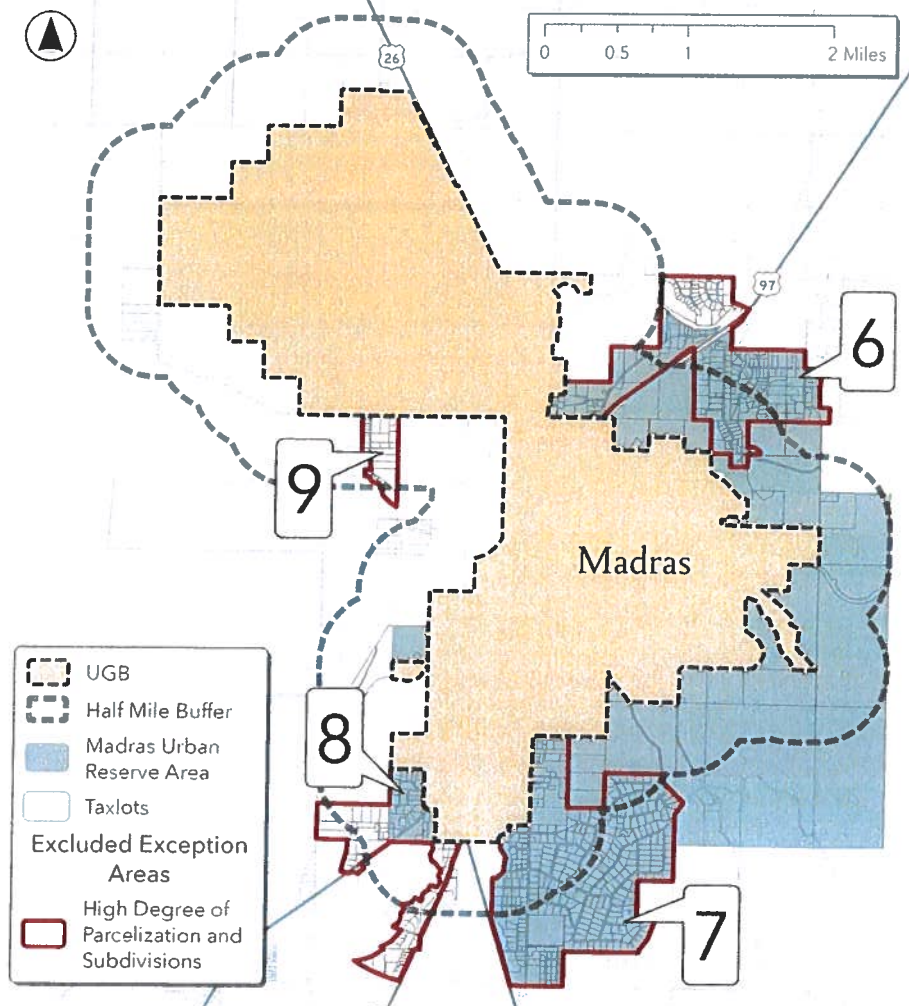 26
0 0.5 1 2 Miles
97
6
9
Madras
8
7
UGB
Half Mile Buffer
Madras Urban
Reserve Area
Taxlots
Excluded Exception
Areas
High Degree of
Parcelization and
Subdivisions